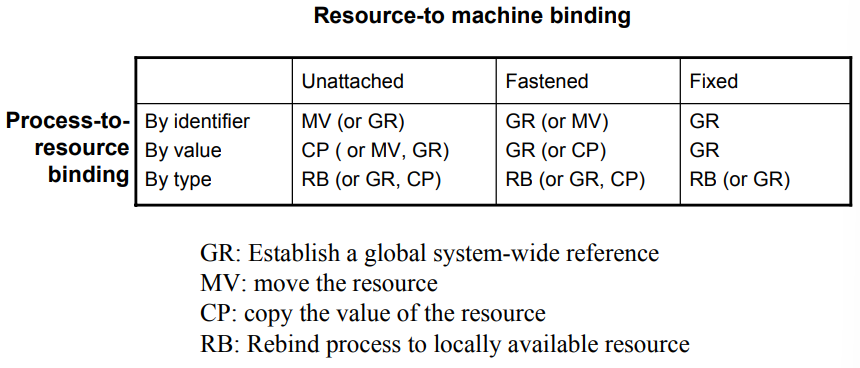 Resource-to machine binding
Unattached Fastened Fixed
Process-to-resource binding
By identifier MV (or GR) GR (or MV) GR
By value CP ( or MV, GR) GR (or CP) GR
By type RB (or GR, CP) RB (or GR, CP) RB (or GR)
GR: Establish a global system-wide reference
MV: move the resource
CP: copy the value of the resource
RB: Rebind process to locally available resource